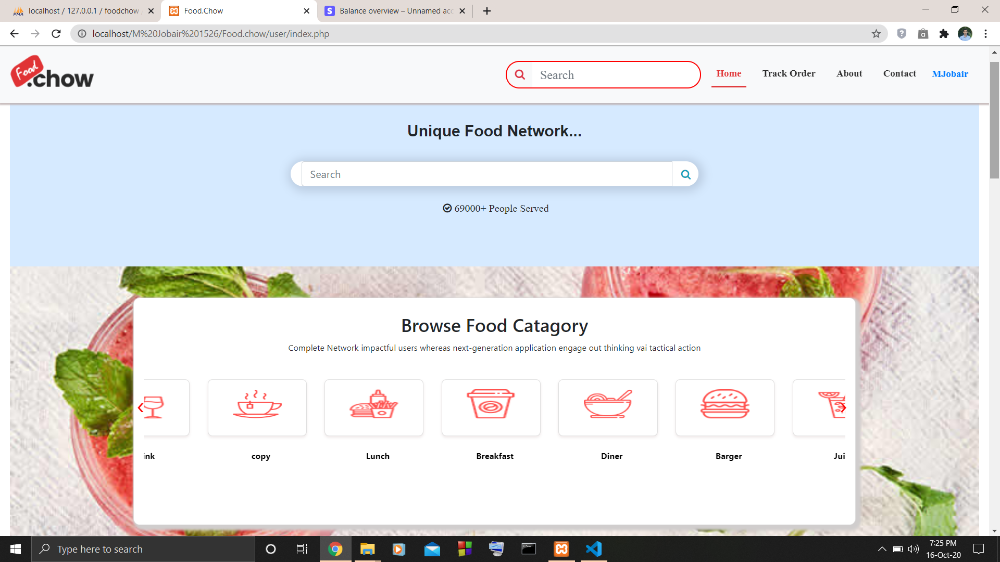 localhost / 127.0.0.1 / foodchow
Food.Chow
Balance overview – Unnamed acc
localhost/M%20Jobair%201526/Food.chow/user/index.php
Food.chow
Search
Home
Track Order
About
Contact
MJobair
Unique Food Network...
Search
69000+ People Served
Browse Food Catagory
Complete Network impactful users whereas next-generation application engage out thinking vai tactical action
ink
copy
Lunch
Breakfast
Diner
Barger
Jui
Type here to search
7:25 PM
16-Oct-20